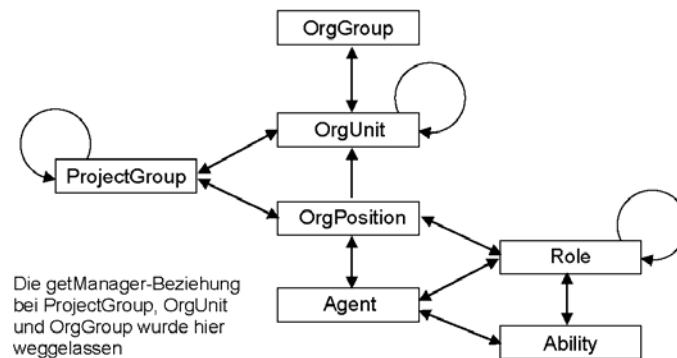 OrgGroup
OrgUnit
ProjectGroup
OrgPosition
Role
Die getManager-Beziehung
bei ProjectGroup, OrgUnit
und OrgGroup wurde hier
weggelassen
Agent
Ability